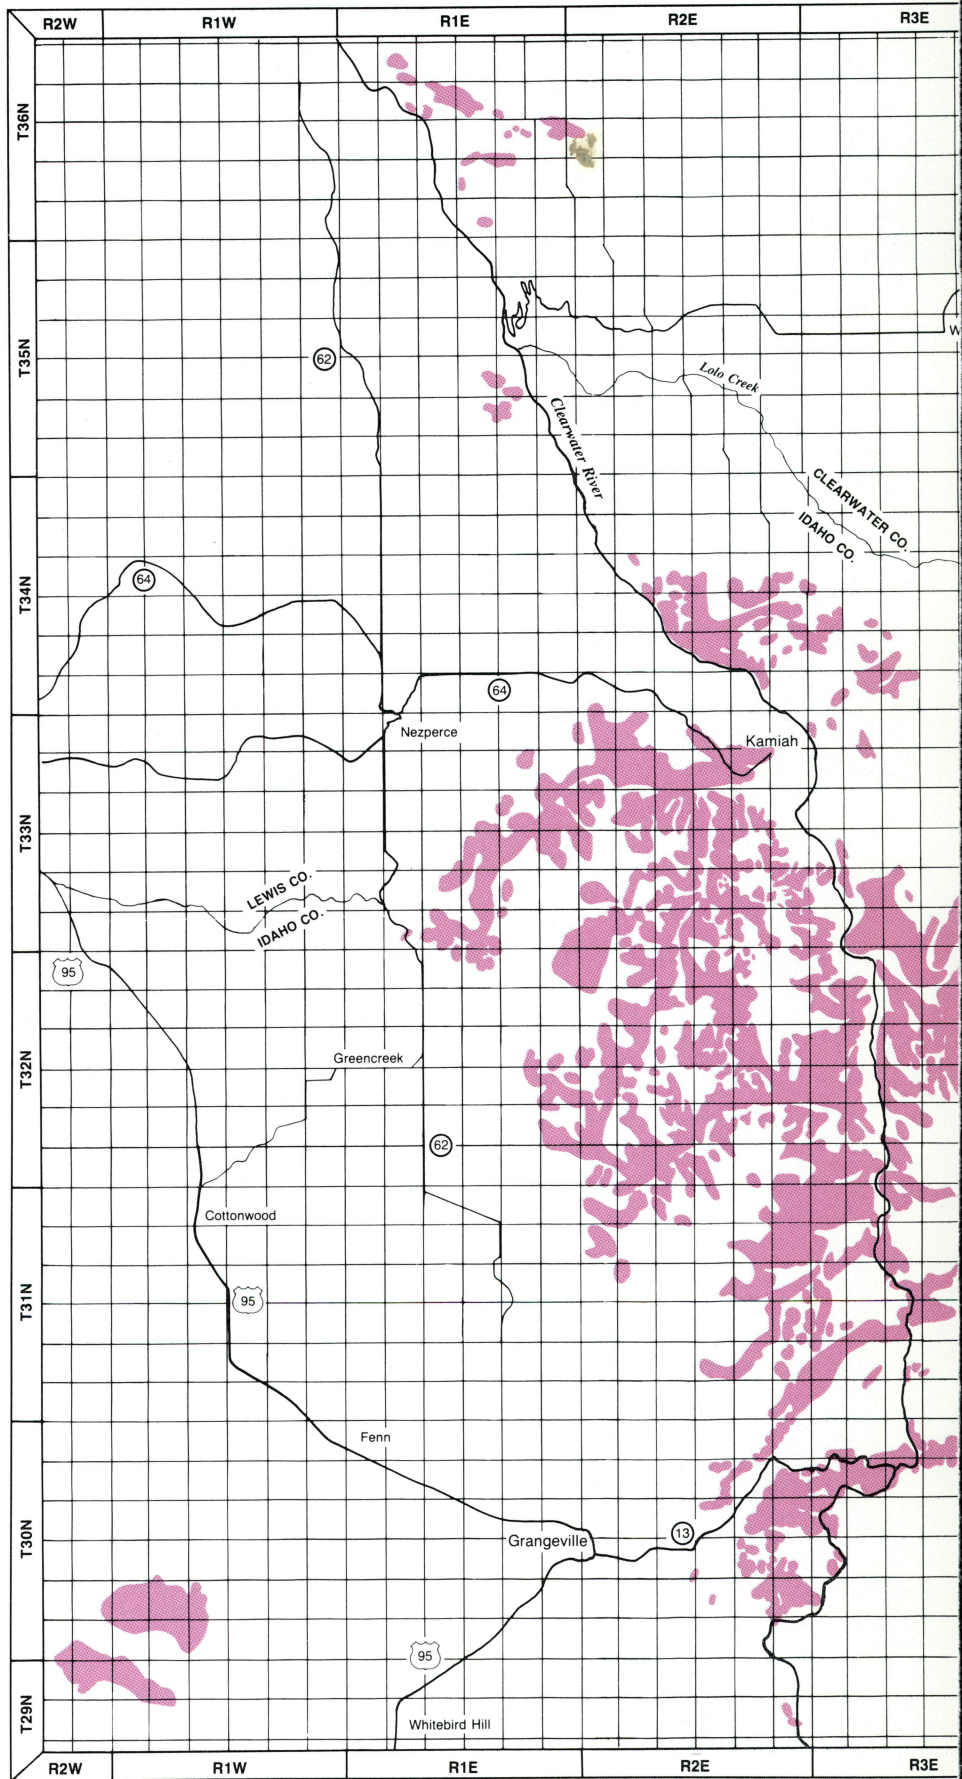 R2W R1W R1E R2E R3E
T36N
T35N
62
W
Lolo Creek
Clearwater River
CLEARWATER CO.
IDAHO CO.
T34N
64
64
Nezperce
Kamiah
T33N
LEWIS CO.
IDAHO CO.
95
T32N
Greencreek
62
Cottonwood
T31N
95
Fenn
T30N
Grangeville
13
95
T29N
Whitebird Hill
R2W R1W R1E R2E R3E